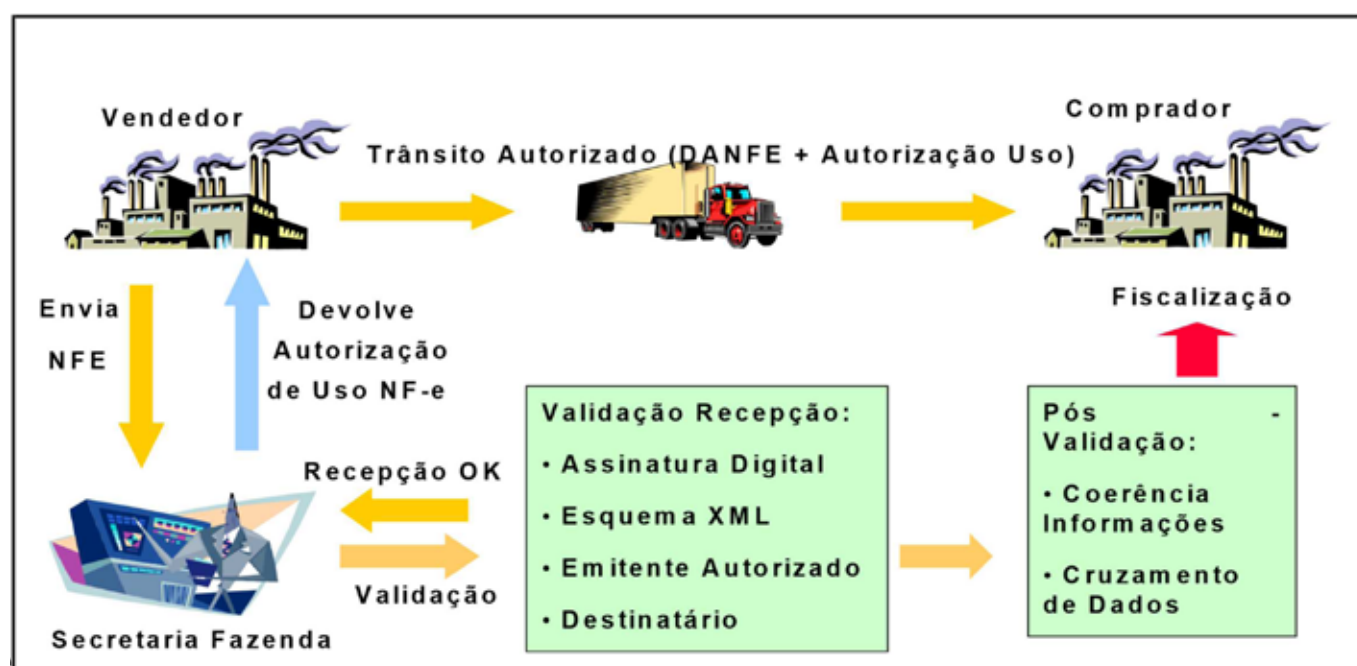 Vendedor
Comprador
Trânsito Autorizado (DANFE + Autorização Uso)
Envia
NFE
Devolve
Autorização
de Uso NF-e
Fiscalização
Recepção OK
Validação
Secretaria Fazenda
Validação Recepção:
• Assinatura Digital
• Esquema XML
• Emitente Autorizado
• Destinatário
Pós -
Validação:
• Coerência
Informações
• Cruzamento
de Dados